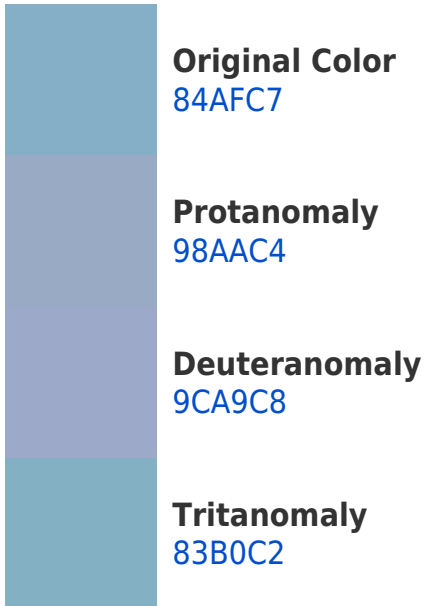 Original Color
84AFC7
Protanomaly
98AAC4
Deuteranomaly
9CA9C8
Tritanomaly
83B0C2